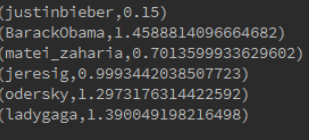 (justinbieber,0.15)
(BarackObama,1.4588814096664682)
(matei_zaharia,0.7013599933629602)
(jeresig,0.9993442038507723)
(odersky,1.2973176314422592)
(ladygaga,1.390049198216498)